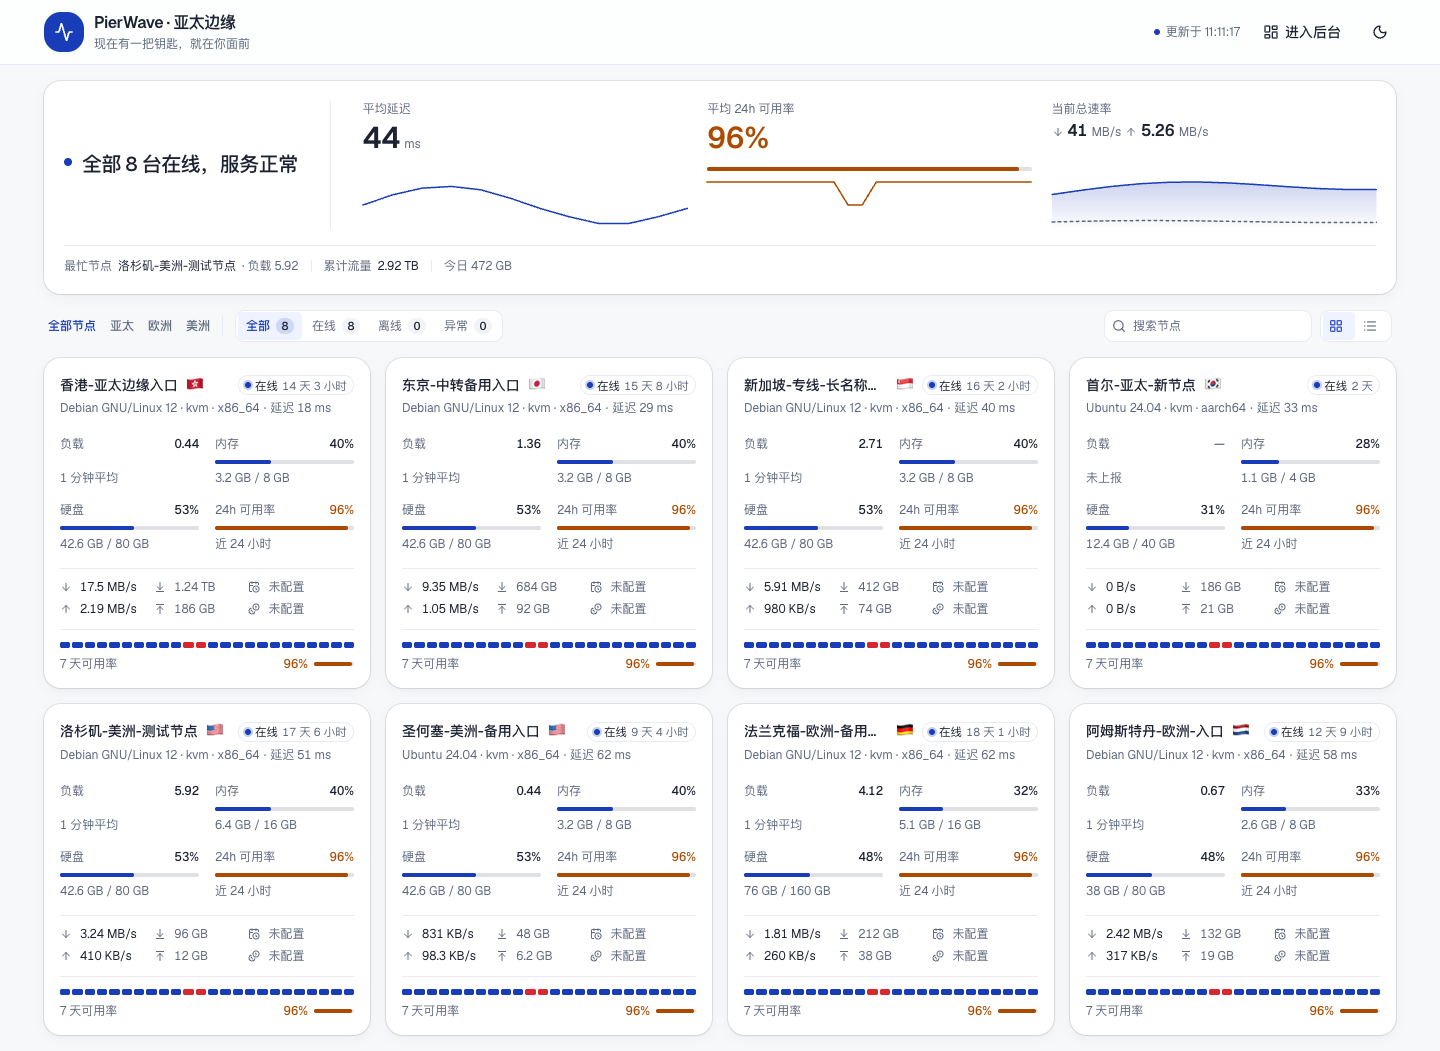 PierWave · 亚太边缘
现在有一把钥匙，就在你面前
更新于 11:11:17
进入后台
全部 8 台在线，服务正常
平均延迟
44 ms
平均 24h 可用率
96%
当前总速率
↓ 41 MB/s ↑ 5.26 MB/s
最忙节点 洛杉矶-美洲-测试节点 · 负载 5.92 累计流量 2.92 TB 今日 472 GB
全部节点 亚太 欧洲 美洲 全部 8 在线 8 离线 0 异常 0
搜索节点
香港-亚太边缘入口 在线 14 天 3 小时
Debian GNU/Linux 12 · kvm · x86_64 · 延迟 18 ms
负载 0.44 内存 40%
1 分钟平均 3.2 GB / 8 GB
硬盘 53% 24h 可用率 96%
42.6 GB / 80 GB 近 24 小时
↓ 17.5 MB/s 1.24 TB 未配置
↑ 2.19 MB/s 186 GB 未配置
7 天可用率 96%
东京-中转备用入口 在线 15 天 8 小时
Debian GNU/Linux 12 · kvm · x86_64 · 延迟 29 ms
负载 1.36 内存 40%
1 分钟平均 3.2 GB / 8 GB
硬盘 53% 24h 可用率 96%
42.6 GB / 80 GB 近 24 小时
↓ 9.35 MB/s 684 GB 未配置
↑ 1.05 MB/s 92 GB 未配置
7 天可用率 96%
新加坡-专线-长名称... 在线 16 天 2 小时
Debian GNU/Linux 12 · kvm · x86_64 · 延迟 40 ms
负载 2.71 内存 40%
1 分钟平均 3.2 GB / 8 GB
硬盘 53% 24h 可用率 96%
42.6 GB / 80 GB 近 24 小时
↓ 5.91 MB/s 412 GB 未配置
↑ 980 KB/s 74 GB 未配置
7 天可用率 96%
首尔-亚太-新节点 在线 2 天
Ubuntu 24.04 · kvm · aarch64 · 延迟 33 ms
负载 — 内存 28%
未上报 1.1 GB / 4 GB
硬盘 31% 24h 可用率 96%
12.4 GB / 40 GB 近 24 小时
↓ 0 B/s 186 GB 未配置
↑ 0 B/s 21 GB 未配置
7 天可用率 96%
洛杉矶-美洲-测试节点 在线 17 天 6 小时
Debian GNU/Linux 12 · kvm · x86_64 · 延迟 51 ms
负载 5.92 内存 40%
1 分钟平均 6.4 GB / 16 GB
硬盘 53% 24h 可用率 96%
42.6 GB / 80 GB 近 24 小时
↓ 3.24 MB/s 96 GB 未配置
↑ 410 KB/s 12 GB 未配置
7 天可用率 96%
圣何塞-美洲-备用入口 在线 9 天 4 小时
Ubuntu 24.04 · kvm · x86_64 · 延迟 62 ms
负载 0.44 内存 40%
1 分钟平均 3.2 GB / 8 GB
硬盘 53% 24h 可用率 96%
42.6 GB / 80 GB 近 24 小时
↓ 831 KB/s 48 GB 未配置
↑ 98.3 KB/s 6.2 GB 未配置
7 天可用率 96%
法兰克福-欧洲-备用... 在线 18 天 1 小时
Debian GNU/Linux 12 · kvm · x86_64 · 延迟 62 ms
负载 4.12 内存 32%
1 分钟平均 5.1 GB / 16 GB
硬盘 48% 24h 可用率 96%
76 GB / 160 GB 近 24 小时
↓ 1.81 MB/s 212 GB 未配置
↑ 260 KB/s 38 GB 未配置
7 天可用率 96%
阿姆斯特丹-欧洲-入口 在线 12 天 9 小时
Debian GNU/Linux 12 · kvm · x86_64 · 延迟 58 ms
负载 0.67 内存 33%
1 分钟平均 2.6 GB / 8 GB
硬盘 48% 24h 可用率 96%
38 GB / 80 GB 近 24 小时
↓ 2.42 MB/s 132 GB 未配置
↑ 317 KB/s 19 GB 未配置
7 天可用率 96%